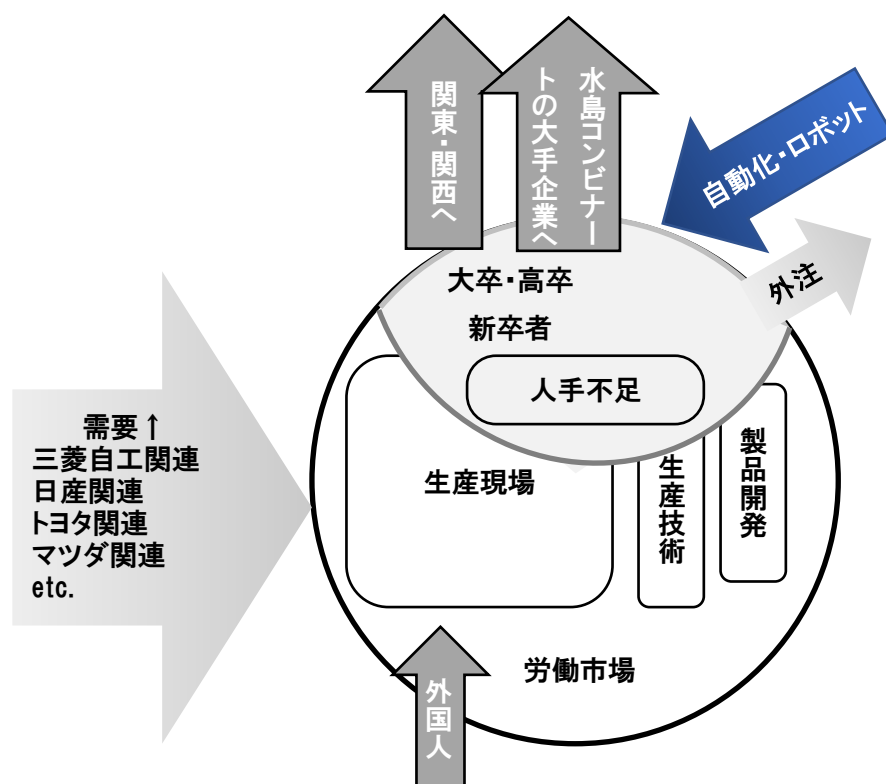 関東・関西へ
水島コンビナー
トの大手企業へ
自動化・ロボット
外注
大卒・高卒
新卒者
人手不足
需要↑
三菱自工関連
日産関連
トヨタ関連
マツダ関連
etc.
生産現場
生産技術
製品開発
労働市場
外国人